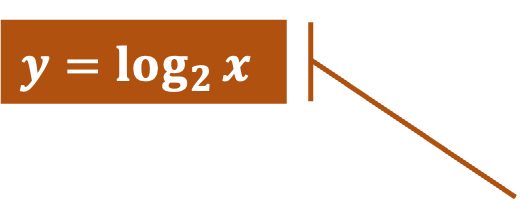 y = log₂ x